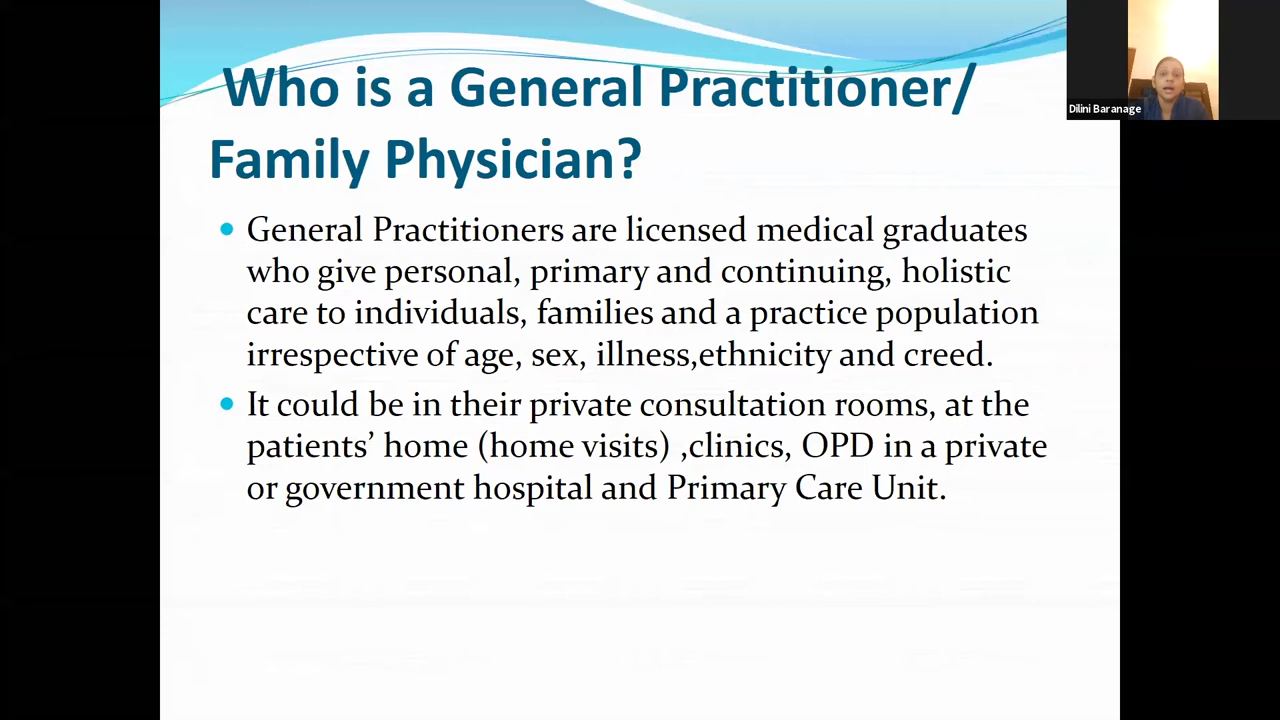 Who is a General Practitioner/
Family Physician?
Dilini Baranage
• General Practitioners are licensed medical graduates
who give personal, primary and continuing, holistic
care to individuals, families and a practice population
irrespective of age, sex, illness,ethnicity and creed.
• It could be in their private consultation rooms, at the
patients’ home (home visits) ,clinics, OPD in a private
or government hospital and Primary Care Unit.